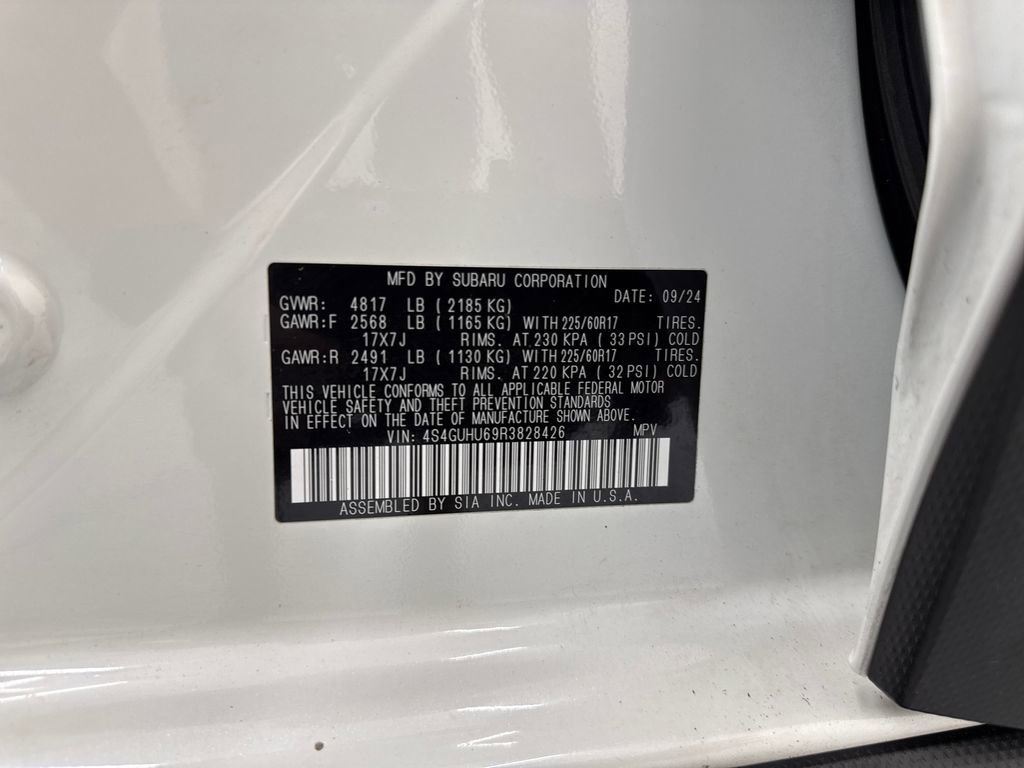 MFD BY SUBARU CORPORATION
GVWR: 4817 LB (2185 KG) DATE: 09/24
GAWR:F 2568 LB (1165 KG) WITH 225/60R17 TIRES.
17X7J RIMS. AT 230 KPA (33 PSI) COLD
GAWR:R 2491 LB (1130 KG) WITH 225/60R17 TIRES.
17X7J RIMS. AT 220 KPA (32 PSI) COLD
THIS VEHICLE CONFORMS TO ALL APPLICABLE FEDERAL MOTOR
VEHICLE SAFETY AND THEFT PREVENTION STANDARDS
IN EFFECT ON THE DATE OF MANUFACTURE SHOWN ABOVE.
VIN: 4S4GUHU69R3828426 MPV
ASSEMBLED BY SIA INC. MADE IN U.S.A.